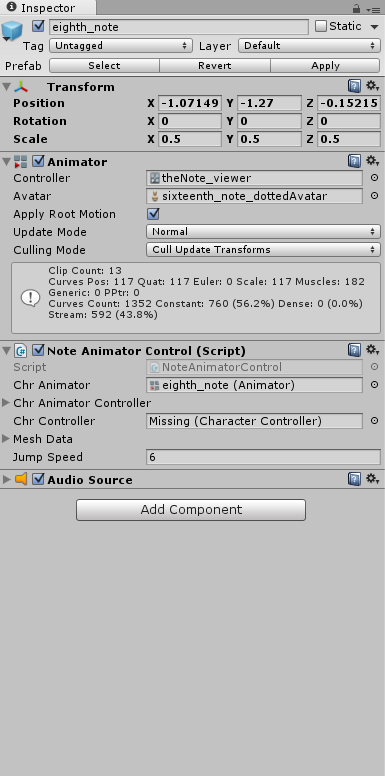 Inspector
eighth_note Static
Tag Untagged Layer Default
Prefab Select Revert Apply
Transform
Position X -1.07149 Y -1.27 Z -0.15215
Rotation X 0 Y 0 Z 0
Scale X 0.5 Y 0.5 Z 0.5
Animator
Controller theNote_viewer
Avatar sixteenth_note_dottedAvatar
Apply Root Motion
Update Mode Normal
Culling Mode Cull Update Transforms
Clip Count: 13
Curves Pos: 117 Quat: 117 Euler: 0 Scale: 117 Muscles: 182
Generic: 0 PPtr: 0
Curves Count: 1352 Constant: 760 (56.2%) Dense: 0 (0.0%)
Stream: 592 (43.8%)
Note Animator Control (Script)
Script NoteAnimatorControl
Chr Animator eighth_note (Animator)
Chr Animator Controller
Chr Controller Missing (Character Controller)
Mesh Data
Jump Speed 6
Audio Source
Add Component